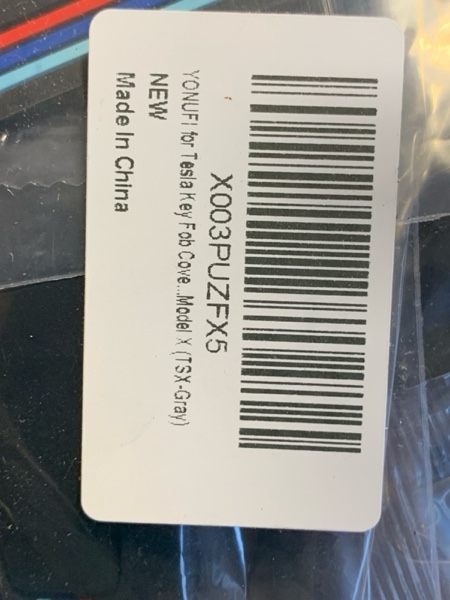 X003PUZFX5
YONUFI for Tesla Key Fob Cove...Model X (TSX-Gray)
NEW
Made In China